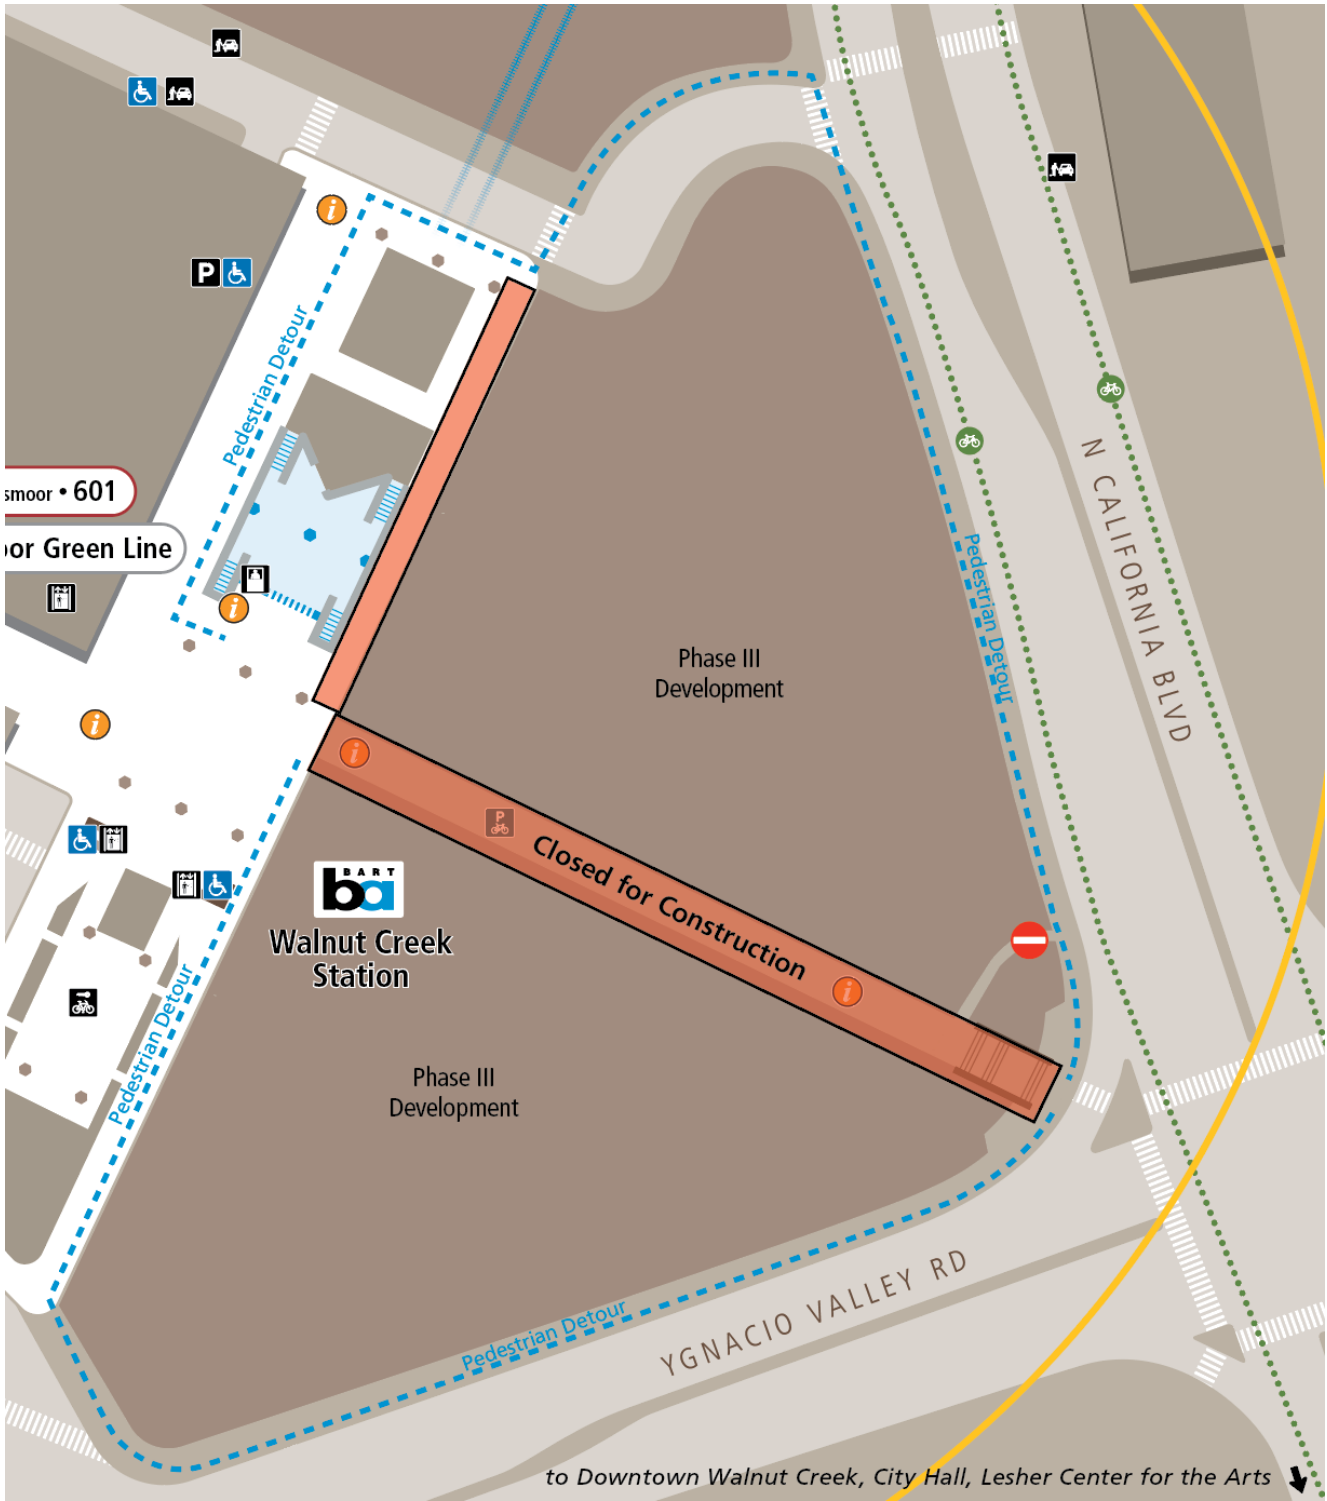 P
Pedestrian Detour
smoor • 601
oor Green Line
N CALIFORNIA BLVD
Pedestrian Detour
Phase III
Development
P
Closed for Construction
BART
ba
Walnut Creek
Station
Pedestrian Detour
Phase III
Development
YGNACIO VALLEY RD
Pedestrian Detour
to Downtown Walnut Creek, City Hall, Lesher Center for the Arts